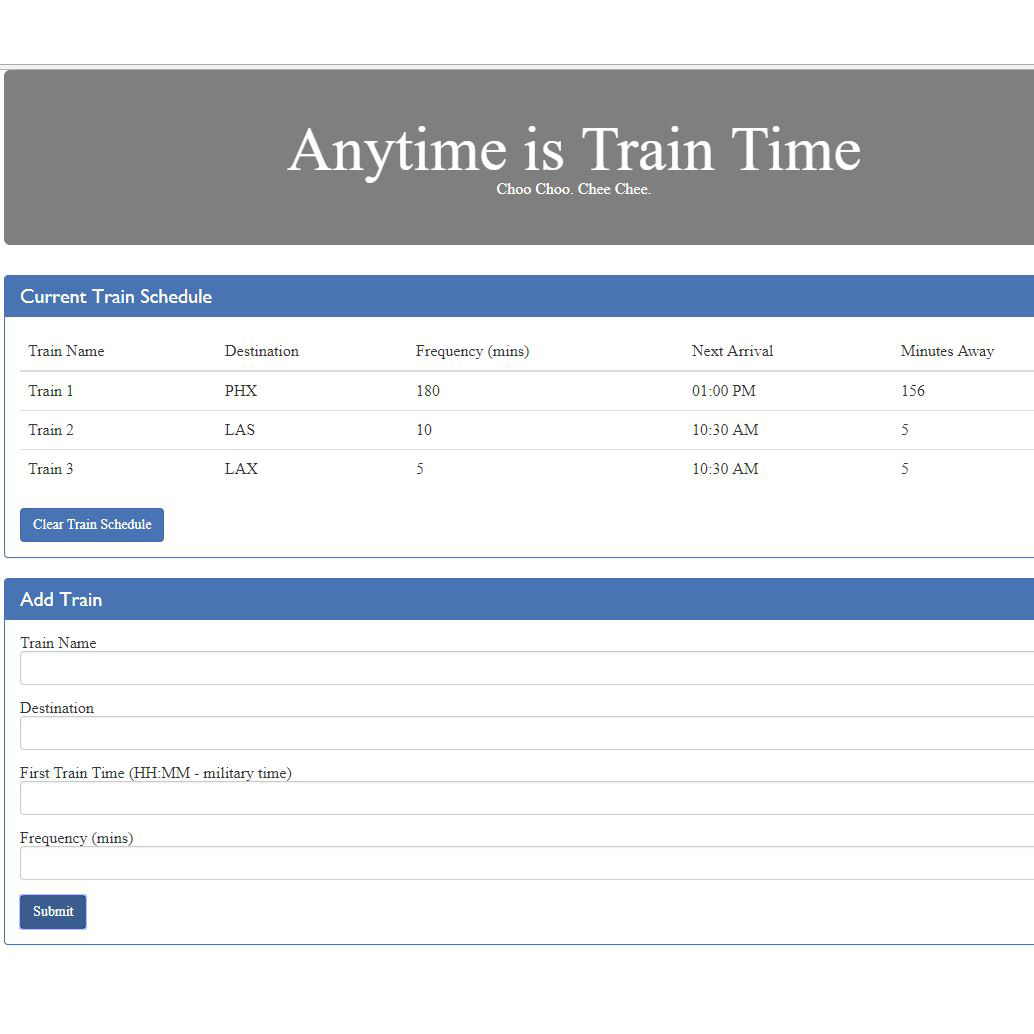 Anytime is Train Time
Choo Choo. Chee Chee.
Current Train Schedule
Train Name Destination Frequency (mins) Next Arrival Minutes Away
Train 1 PHX 180 01:00 PM 156
Train 2 LAS 10 10:30 AM 5
Train 3 LAX 5 10:30 AM 5
Clear Train Schedule
Add Train
Train Name
Destination
First Train Time (HH:MM - military time)
Frequency (mins)
Submit